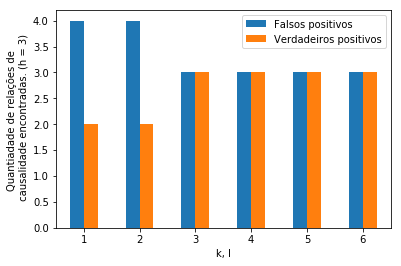 4.0
3.5
3.0
2.5
2.0
1.5
1.0
0.5
0.0
Quantiadade de relações de
causalidade encontradas. (h = 3)
Falsos positivos
Verdadeiros positivos
1 2 3 4 5 6
k, l